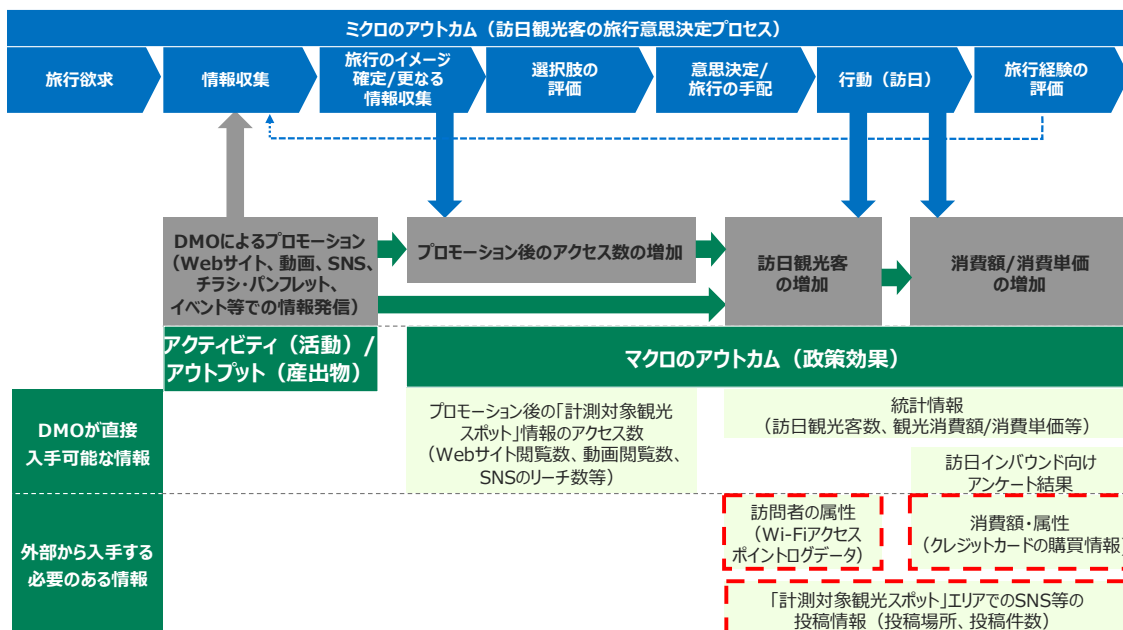 ミクロのアウトカム（訪日観光客の旅行意思決定プロセス）
旅行欲求
情報収集
旅行のイメージ
確定/更なる
情報収集
選択肢の
評価
意思決定/
旅行の手配
行動（訪日）
旅行経験の
評価
DMOによるプロモーション
（Webサイト、動画、SNS、
チラシ・パンフレット、
イベント等での情報発信）
プロモーション後のアクセス数の増加
訪日観光客
の増加
消費額/消費単価
の増加
アクティビティ（活動）/
アウトプット（産出物）
マクロのアウトカム（政策効果）
DMOが直接
入手可能な情報
プロモーション後の「計測対象観光
スポット」情報のアクセス数
（Webサイト閲覧数、動画閲覧数、
SNSのリーチ数等）
統計情報
（訪日観光客数、観光消費額/消費単価等）
訪日インバウンド向け
アンケート結果
外部から入手する
必要のある情報
訪問者の属性
（Wi-Fiアクセス
ポイントログデータ）
消費額・属性
（クレジットカードの購買情報）
「計測対象観光スポット」エリアでのSNS等の
投稿情報（投稿場所、投稿件数）